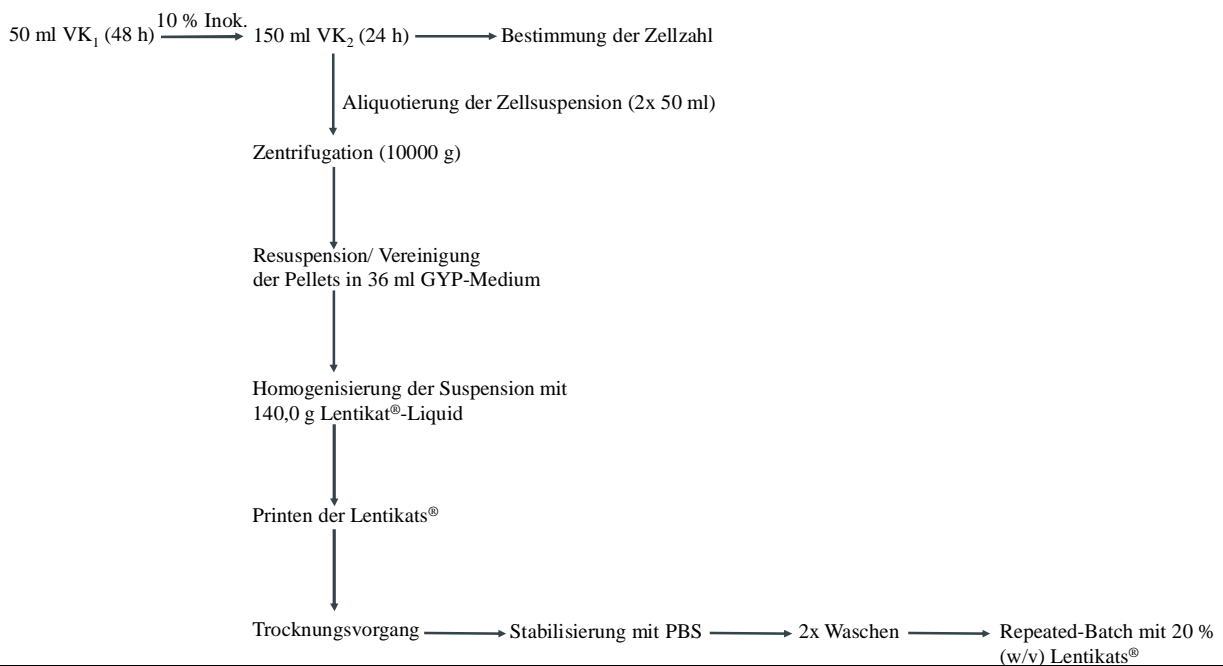 10 % Inok.
50 ml VK₁ (48 h)
150 ml VK₂ (24 h)
Bestimmung der Zellzahl
Aliquotierung der Zellsuspension (2x 50 ml)
Zentrifugation (10000 g)
Resuspension/ Vereinigung
der Pellets in 36 ml GYP-Medium
Homogenisierung der Suspension mit
140,0 g Lentikat®-Liquid
Printen der Lentikats®
Trocknungsvorgang
Stabilisierung mit PBS
2x Waschen
Repeated-Batch mit 20 %
(w/v) Lentikats®